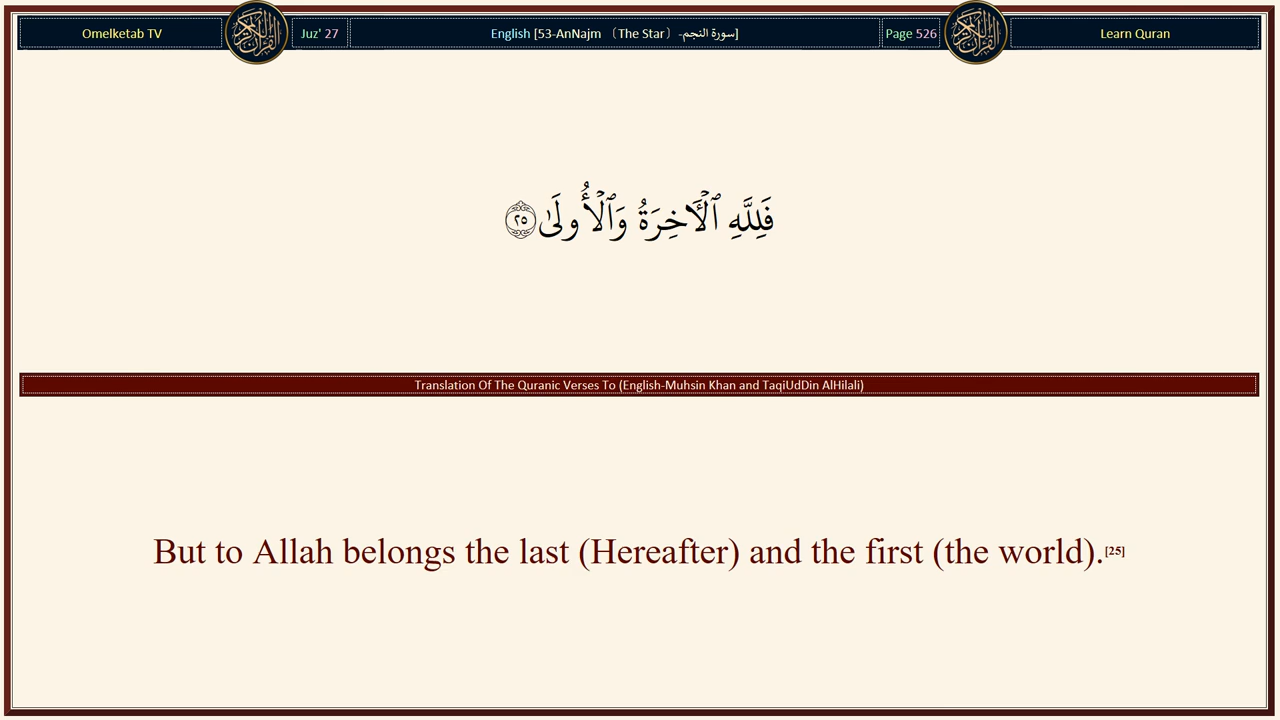 Omelketab TV
Juz' 27
English [53-AnNajm （The Star）-سورة النجم]
Page 526
Learn Quran
فَلِلَّهِ ٱلْـَٔاخِرَةُ وَٱلْأُولَىٰ ٢٥
Translation Of The Quranic Verses To (English-Muhsin Khan and TaqiUdDin AlHilali)
But to Allah belongs the last (Hereafter) and the first (the world).[25]